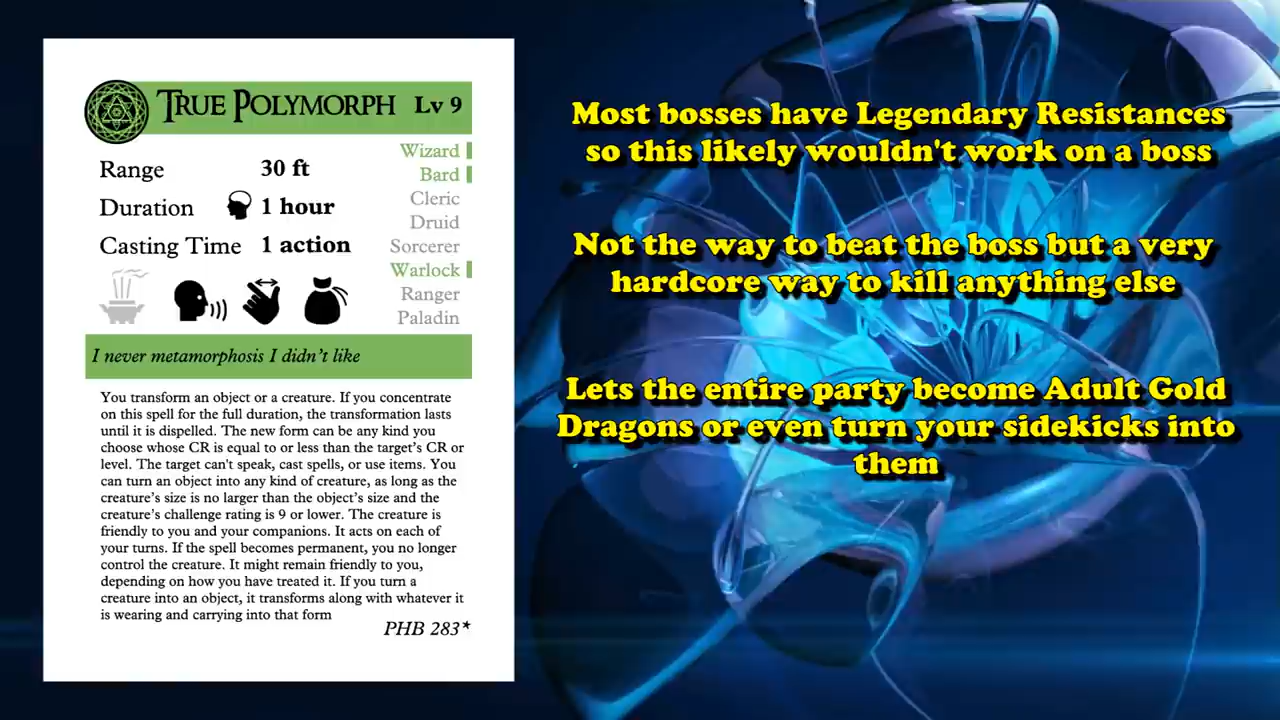 TRUE POLYMORPH Lv 9
Range 30 ft
Duration 1 hour
Casting Time 1 action
Wizard
Bard
Cleric
Druid
Sorcerer
Warlock
Ranger
Paladin
I never metamorphosis I didn't like
You transform an object or a creature. If you concentrate
on this spell for the full duration, the transformation lasts
until it is dispelled. The new form can be any kind you
choose whose CR is equal to or less than the target's CR or
level. The target can't speak, cast spells, or use items. You
can turn an object into any kind of creature, as long as the
creature's size is no larger than the object's size and the
creature's challenge rating is 9 or lower. The creature is
friendly to you and your companions. It acts on each of
your turns. If the spell becomes permanent, you no longer
control the creature. It might remain friendly to you,
depending on how you have treated it. If you turn a
creature into an object, it transforms along with whatever it
is wearing and carrying into that form
PHB 283*
Most bosses have Legendary Resistances
so this likely wouldn't work on a boss
Not the way to beat the boss but a very
hardcore way to kill anything else
Lets the entire party become Adult Gold
Dragons or even turn your sidekicks into
them